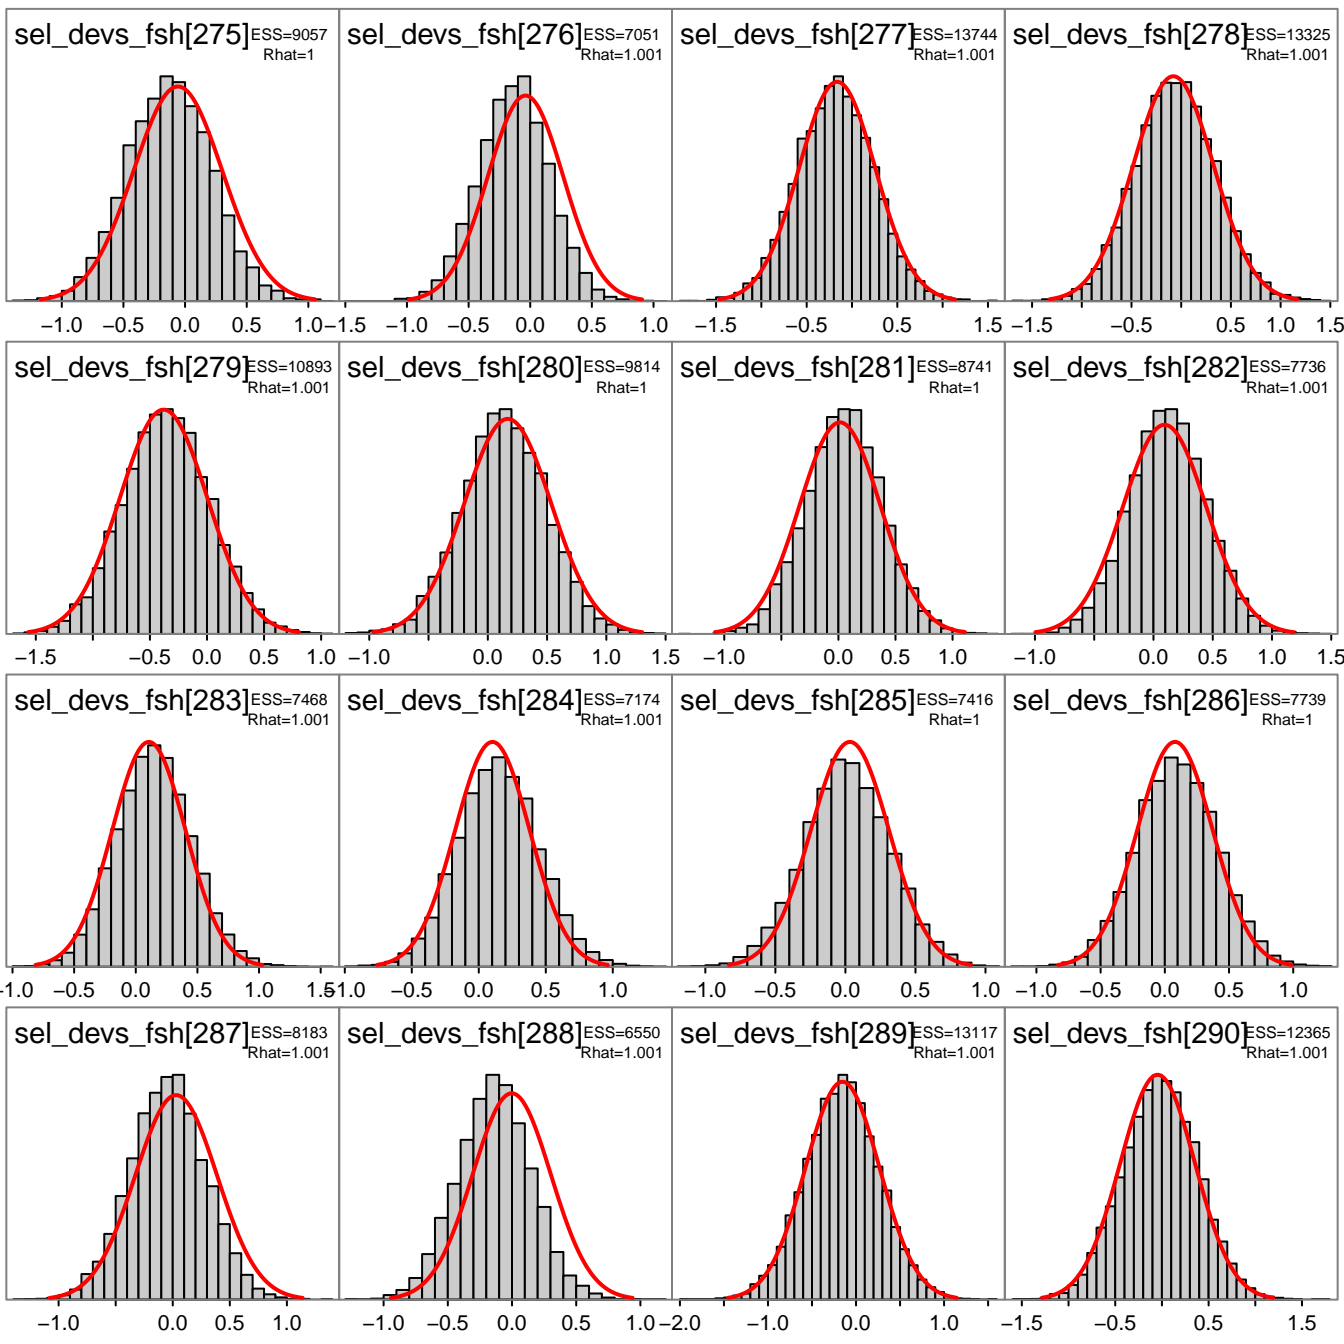 sel_devs_fsh[275] ESS=9057 Rhat=1
sel_devs_fsh[276] ESS=7051 Rhat=1.001
sel_devs_fsh[277] ESS=13744 Rhat=1.001
sel_devs_fsh[278] ESS=13325 Rhat=1.001
−1.0 −0.5 0.0 0.5 1.0
−1.5 −0.5 0.0 0.5 1.0
−1.5 −0.5 0.5 1.5
−1.5 −0.5 0.5 1.0 1.5
sel_devs_fsh[279] ESS=10893 Rhat=1.001
sel_devs_fsh[280] ESS=9814 Rhat=1
sel_devs_fsh[281] ESS=8741 Rhat=1
sel_devs_fsh[282] ESS=7736 Rhat=1.001
−1.5 −0.5 0.0 0.5 1.0
−1.0 0.0 0.5 1.0 1.5
−1.0 0.0 0.5 1.0
−1.0 0.0 0.5 1.0 1.5
sel_devs_fsh[283] ESS=7468 Rhat=1.001
sel_devs_fsh[284] ESS=7174 Rhat=1.001
sel_devs_fsh[285] ESS=7416 Rhat=1
sel_devs_fsh[286] ESS=7739 Rhat=1
−1.0 −0.5 0.0 0.5 1.0 1.5
−1.0 −0.5 0.0 0.5 1.0
−1.0 −0.5 0.0 0.5 1.0
−1.0 −0.5 0.0 0.5 1.0
sel_devs_fsh[287] ESS=8183 Rhat=1.001
sel_devs_fsh[288] ESS=6550 Rhat=1.001
sel_devs_fsh[289] ESS=13117 Rhat=1.001
sel_devs_fsh[290] ESS=12365 Rhat=1.001
−1.0 0.0 0.5 1.0
−1.0 −0.5 0.0 0.5 1.0
−2.0 −1.0 0.0 1.0
−1.5 −0.5 0.5 1.5